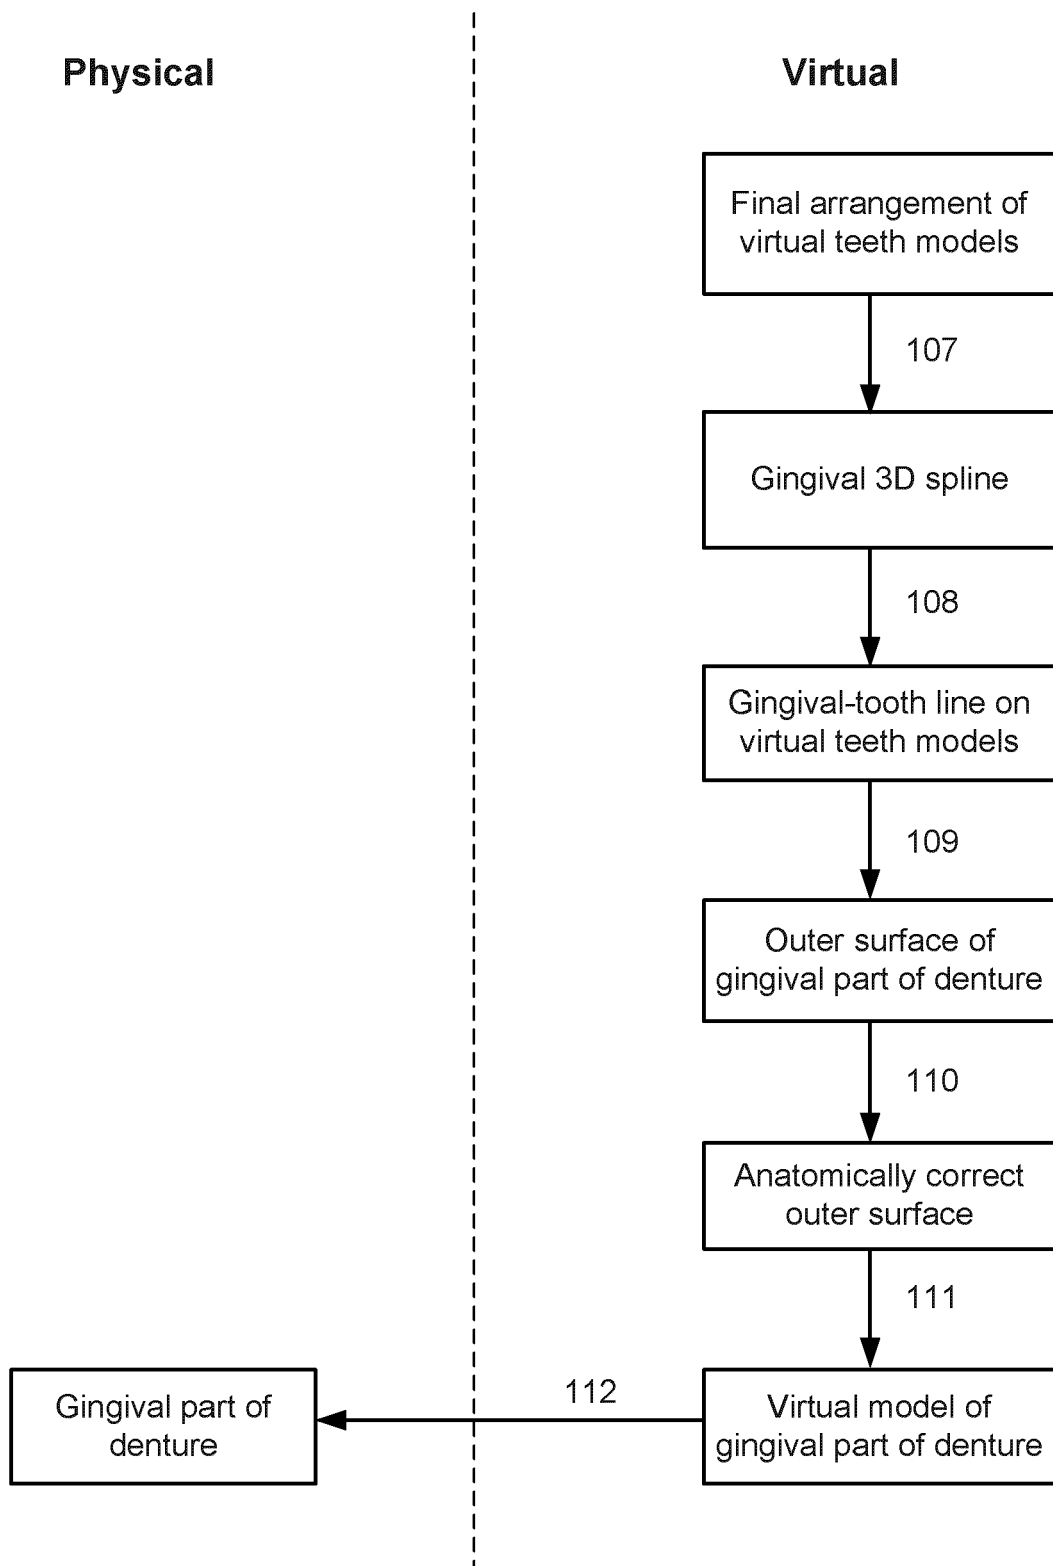 Physical
Virtual
Final arrangement of
virtual teeth models
107
Gingival 3D spline
108
Gingival-tooth line on
virtual teeth models
109
Outer surface of
gingival part of denture
110
Anatomically correct
outer surface
111
Gingival part of
denture
112
Virtual model of
gingival part of denture